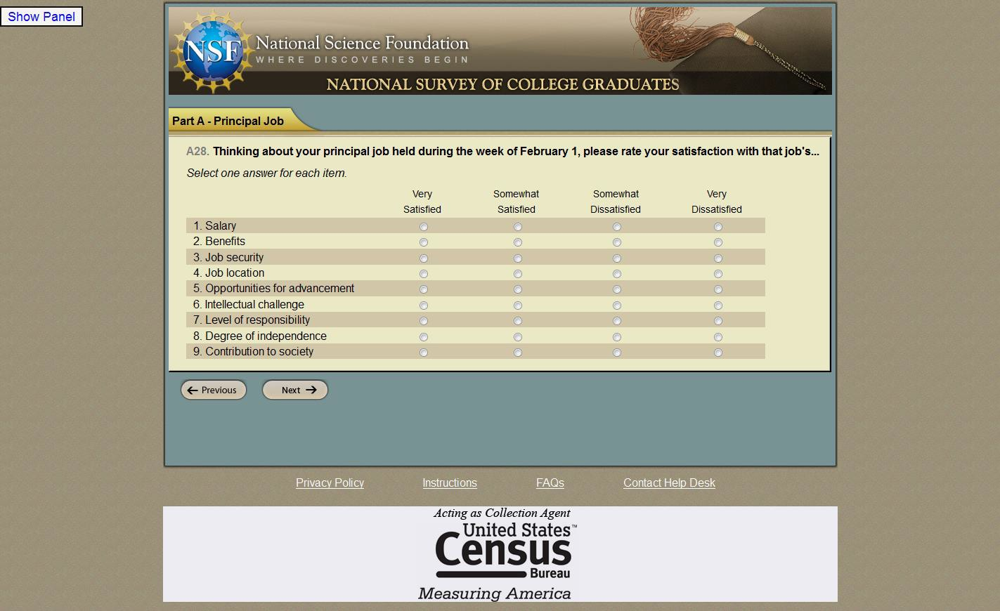 Show Panel
NSF
National Science Foundation
WHERE DISCOVERIES BEGIN
NATIONAL SURVEY OF COLLEGE GRADUATES
Part A - Principal Job
A28. Thinking about your principal job held during the week of February 1, please rate your satisfaction with that job's...
Select one answer for each item.
Very Satisfied Somewhat Satisfied Somewhat Dissatisfied Very Dissatisfied
1. Salary
2. Benefits
3. Job security
4. Job location
5. Opportunities for advancement
6. Intellectual challenge
7. Level of responsibility
8. Degree of independence
9. Contribution to society
Previous Next
Privacy Policy Instructions FAQs Contact Help Desk
Acting as Collection Agent
United States™
Census
Bureau
Measuring America